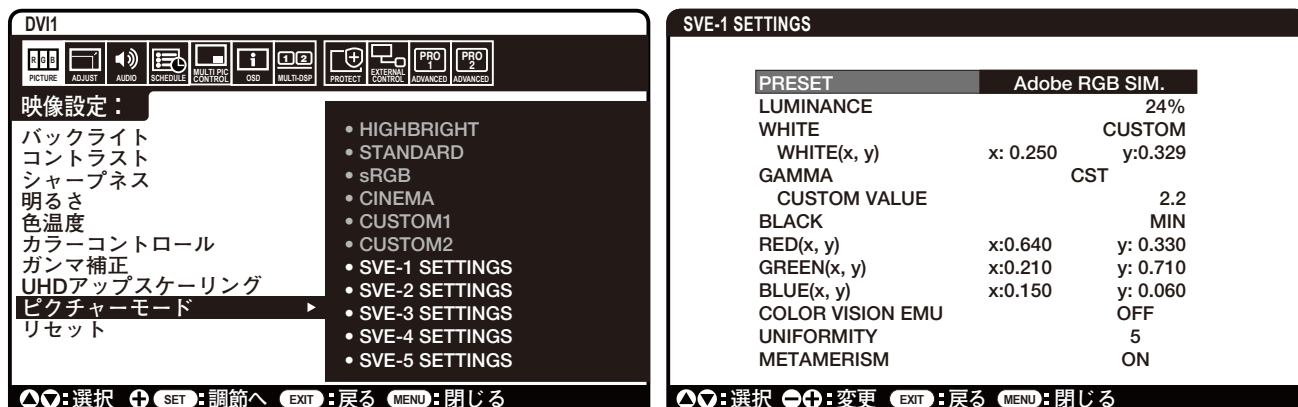 DVI1
R G B
PICTURE ADJUST AUDIO SCHEDULE MULTI PIC CONTROL OSD MULTI-DSP PROTECT EXTERNAL CONTROL PRO 1 ADVANCED PRO 2 ADVANCED
映像設定：
バックライト
コントラスト
シャープネス
明るさ
色温度
カラーコントロール
ガンマ補正
UHDアップスケーリング
ピクチャーモード
リセット
• HIGHBRIGHT
• STANDARD
• sRGB
• CINEMA
• CUSTOM1
• CUSTOM2
• SVE-1 SETTINGS
• SVE-2 SETTINGS
• SVE-3 SETTINGS
• SVE-4 SETTINGS
• SVE-5 SETTINGS
:選択 SET:調節へ EXIT:戻る MENU:閉じる
SVE-1 SETTINGS
PRESET Adobe RGB SIM.
LUMINANCE 24%
WHITE CUSTOM
WHITE(x, y) x: 0.250 y:0.329
GAMMA CST
CUSTOM VALUE 2.2
BLACK MIN
RED(x, y) x:0.640 y: 0.330
GREEN(x, y) x:0.210 y: 0.710
BLUE(x, y) x:0.150 y: 0.060
COLOR VISION EMU OFF
UNIFORMITY 5
METAMERISM ON
:選択 :変更 EXIT:戻る MENU:閉じる